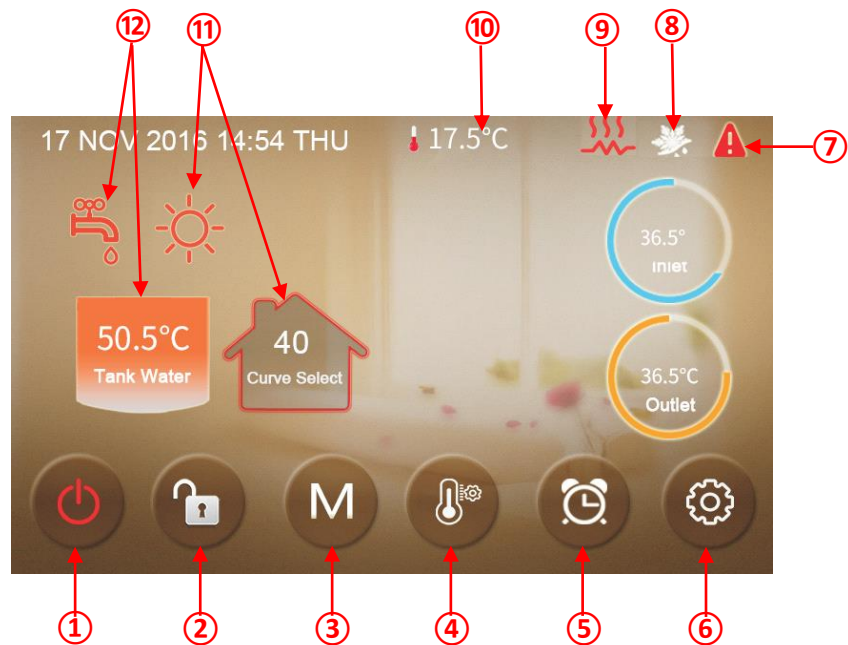 ⑫ ⑪ ⑩ ⑨ ⑧
17 NOV 2016 14:54 THU 17.5°C
⑦
36.5°
Inlet
50.5°C
Tank Water
40
Curve Select
36.5°C
Outlet
M
① ② ③ ④ ⑤ ⑥